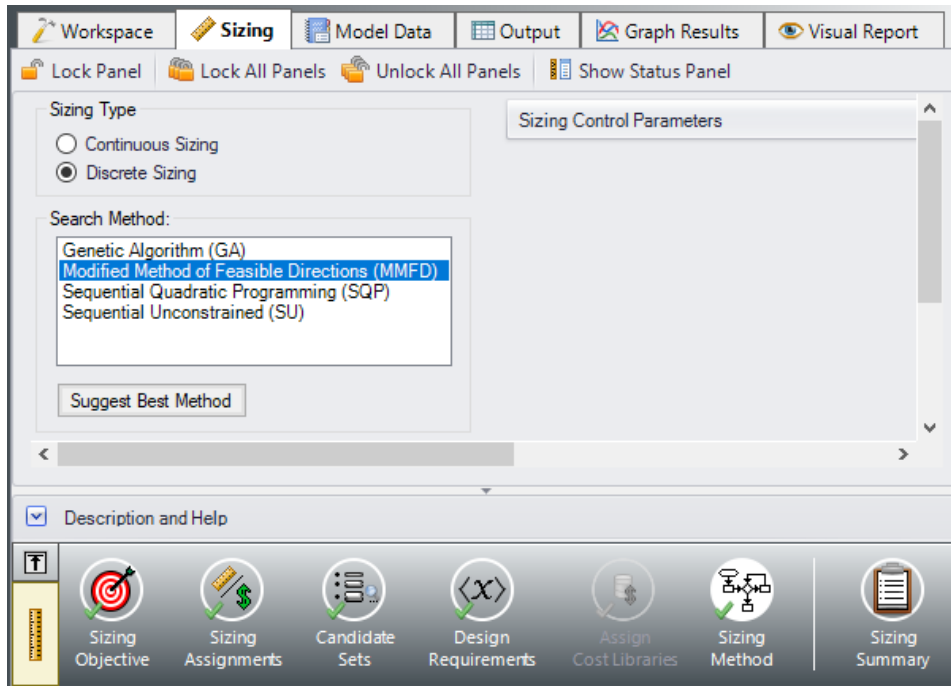 Workspace Sizing Model Data Output Graph Results Visual Report
Lock Panel Lock All Panels Unlock All Panels Show Status Panel
Sizing Type
Continuous Sizing
Discrete Sizing
Sizing Control Parameters
Search Method:
Genetic Algorithm (GA)
Modified Method of Feasible Directions (MMFD)
Sequential Quadratic Programming (SQP)
Sequential Unconstrained (SU)
Suggest Best Method
Description and Help
Sizing
Objective
Sizing
Assignments
Candidate
Sets
<x>
Design
Requirements
Assign
Cost Libraries
Sizing
Method
Sizing
Summary